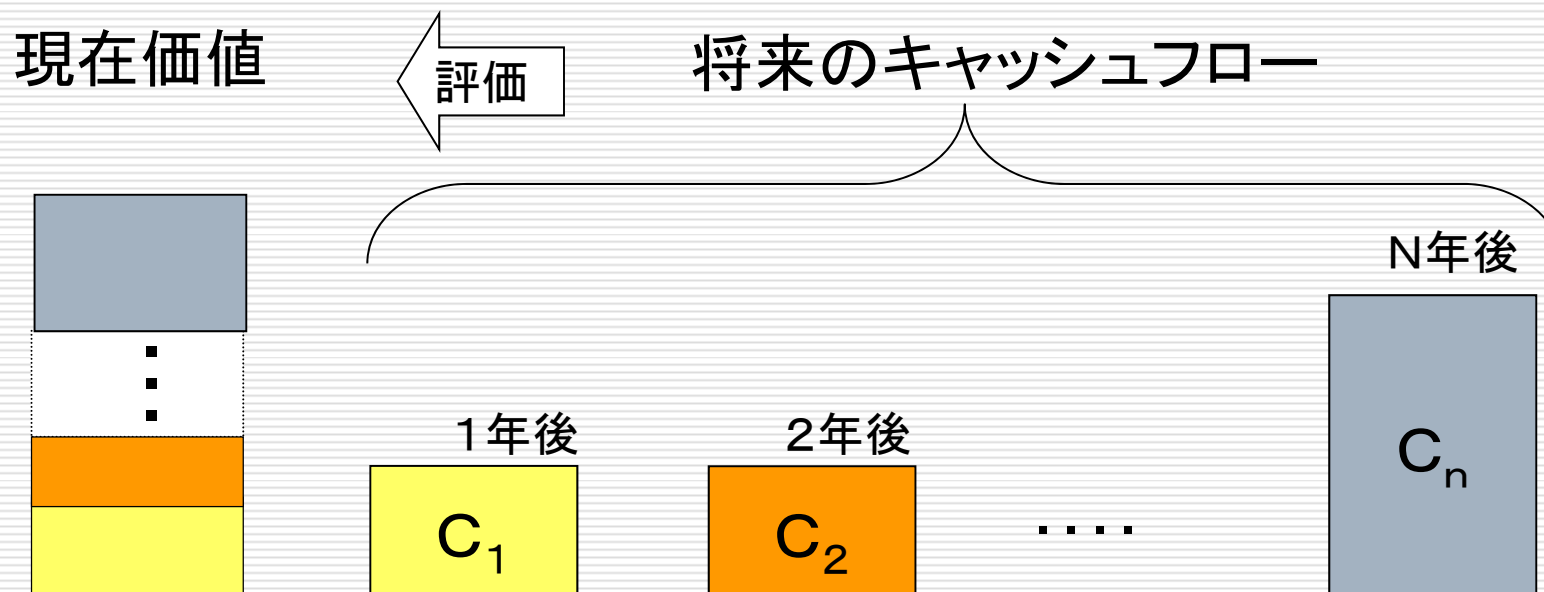 現在価値
評価
将来のキャッシュフロー
N年後
1年後
2年後
Cn
C1
C2
....